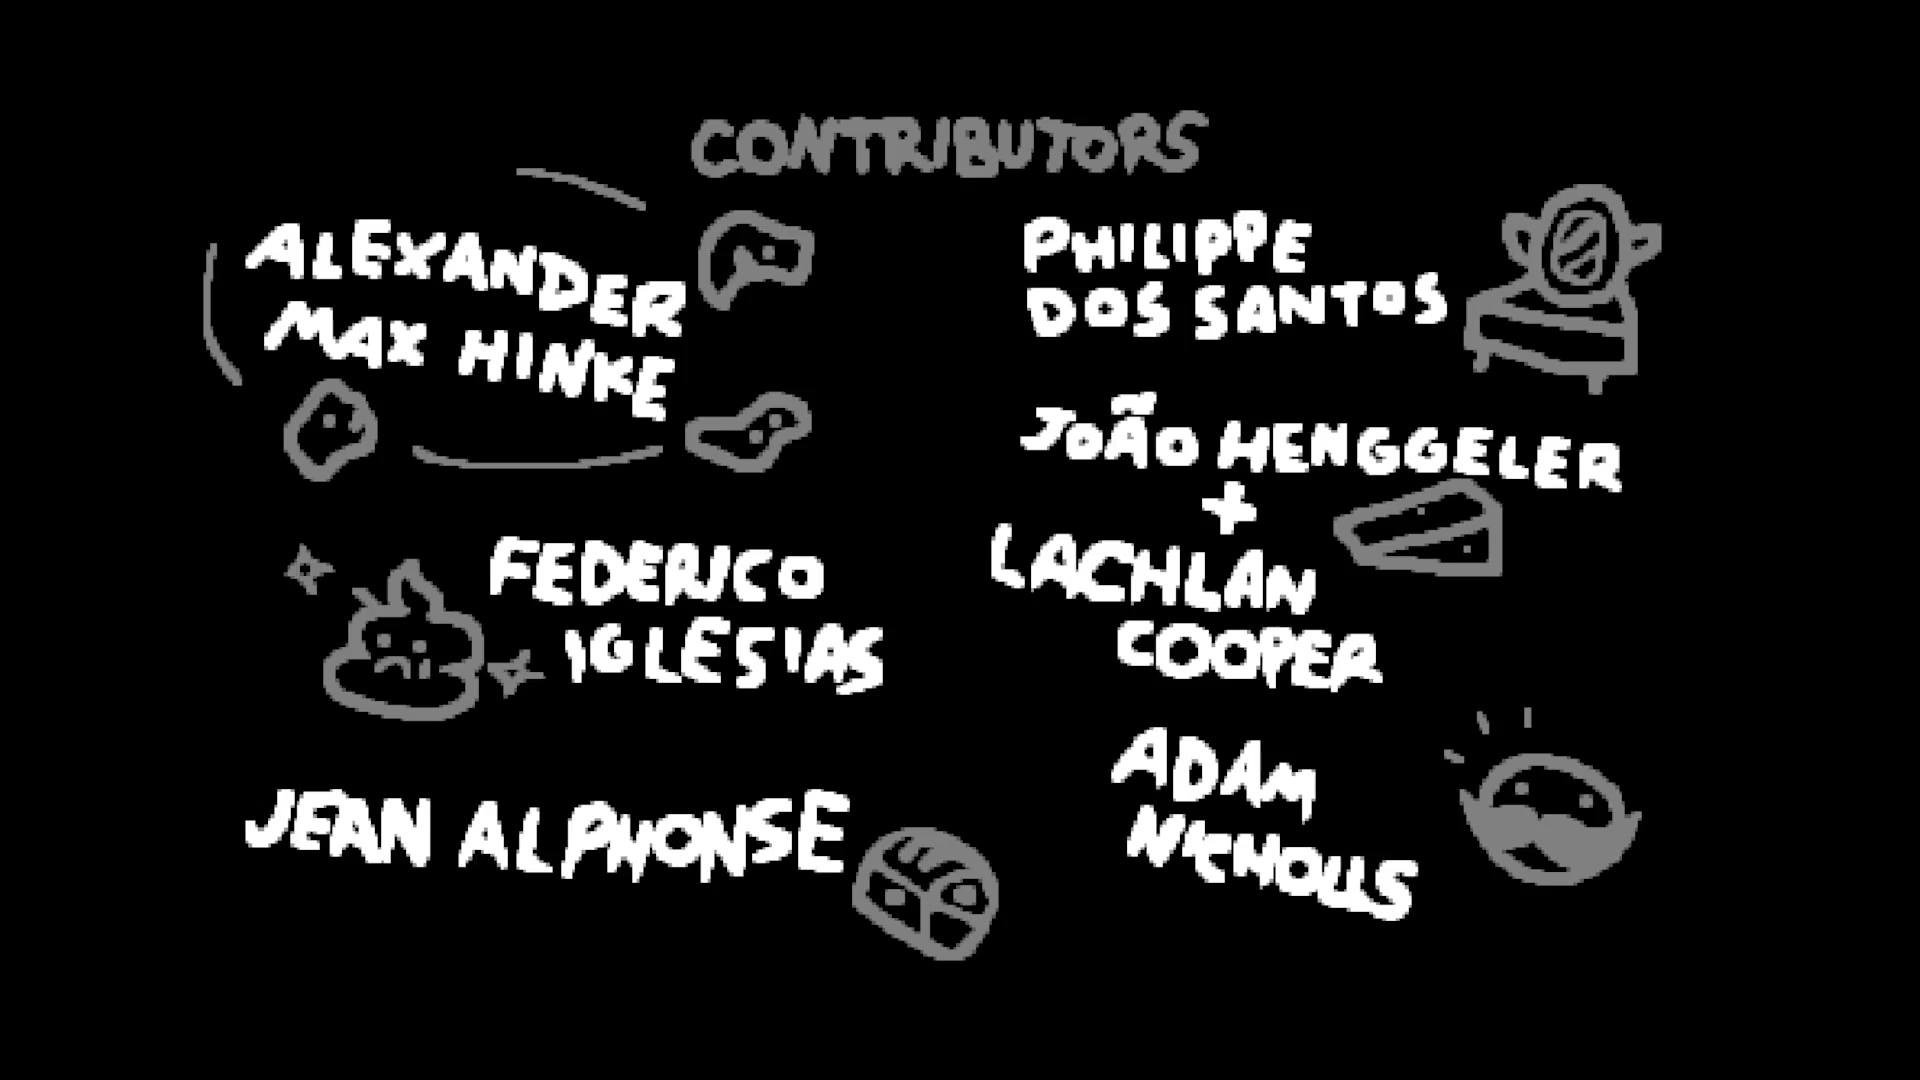 CONTRIBUTORS
ALEXANDER
MAX HINKE
FEDERICO
IGLESIAS
JEAN ALPHONSE
PHILIPPE
DOS SANTOS
JOÃO HENGGELER
+
LACHLAN
COOPER
ADAM
NICHOLLS